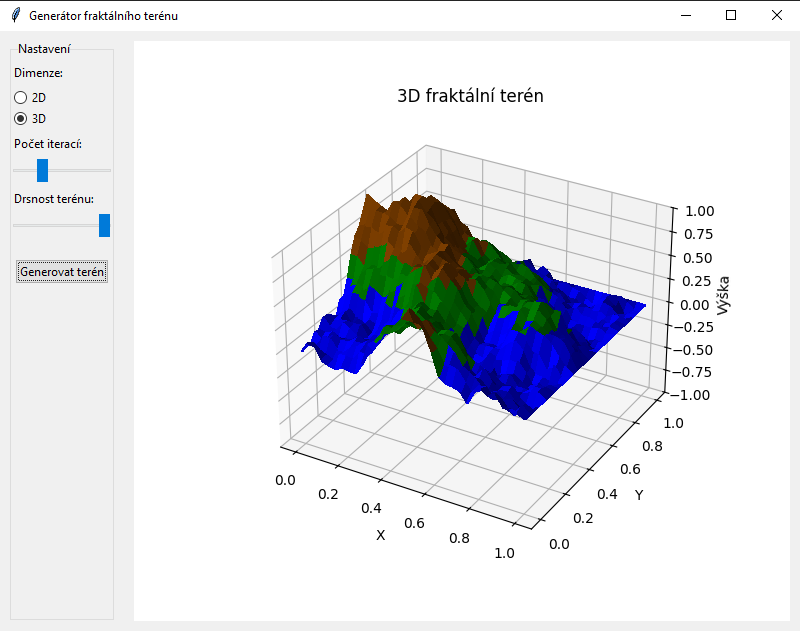 Generátor fraktálního terénu
Nastavení
Dimenze:
2D
3D
Počet iterací:
Drsnost terénu:
Generovat terén
3D fraktální terén
1.00
0.75
0.50
0.25
0.00
−0.25
−0.50
−0.75
−1.00
Výška
0.0
0.2
0.4
0.6
0.8
1.0
X
0.0
0.2
0.4
0.6
0.8
1.0
Y